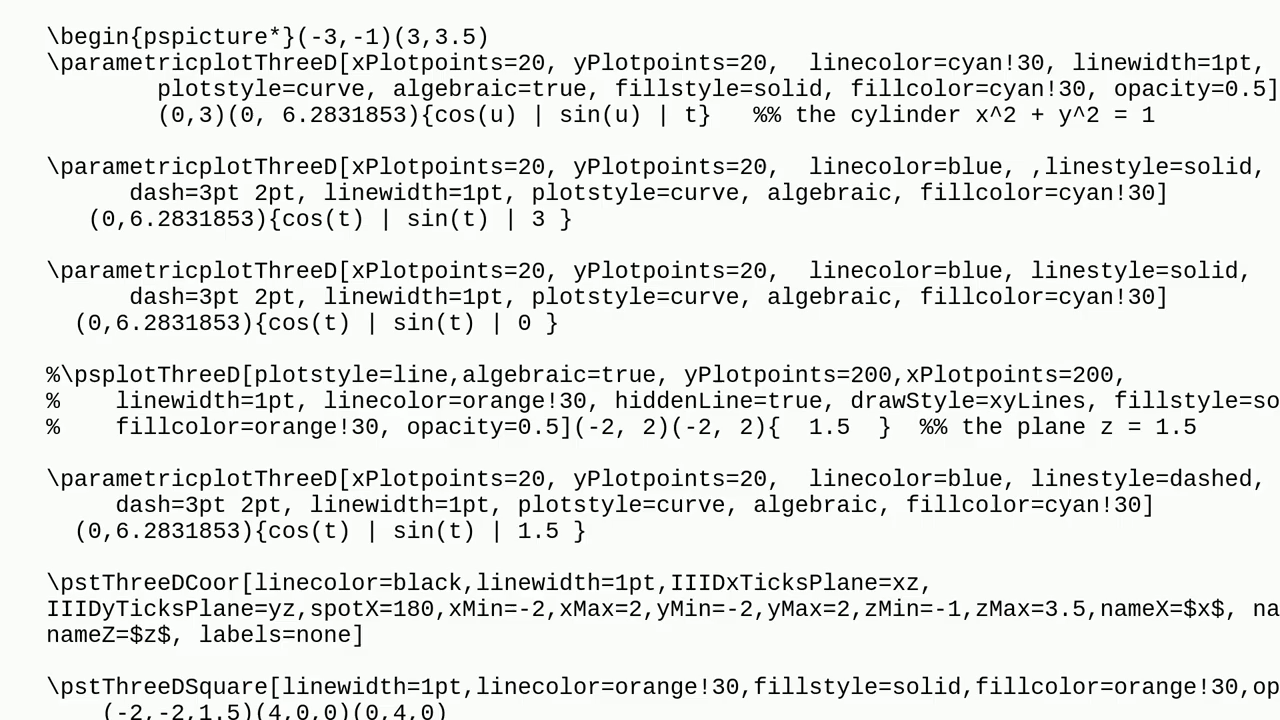 \begin{pspicture*}(-3,-1)(3,3.5)
\parametricplotThreeD[xPlotpoints=20, yPlotpoints=20,  linecolor=cyan!30, linewidth=1pt,
        plotstyle=curve, algebraic=true, fillstyle=solid, fillcolor=cyan!30, opacity=0.5]
        (0,3)(0, 6.2831853){cos(u) | sin(u) | t}   %% the cylinder x^2 + y^2 = 1
\parametricplotThreeD[xPlotpoints=20, yPlotpoints=20,  linecolor=blue, ,linestyle=solid,
      dash=3pt 2pt, linewidth=1pt, plotstyle=curve, algebraic, fillcolor=cyan!30]
   (0,6.2831853){cos(t) | sin(t) | 3 }
\parametricplotThreeD[xPlotpoints=20, yPlotpoints=20,  linecolor=blue, linestyle=solid,
      dash=3pt 2pt, linewidth=1pt, plotstyle=curve, algebraic, fillcolor=cyan!30]
  (0,6.2831853){cos(t) | sin(t) | 0 }
%\psplotThreeD[plotstyle=line,algebraic=true, yPlotpoints=200,xPlotpoints=200,
%    linewidth=1pt, linecolor=orange!30, hiddenLine=true, drawStyle=xyLines, fillstyle=so
%    fillcolor=orange!30, opacity=0.5](-2, 2)(-2, 2){  1.5  }  %% the plane z = 1.5
\parametricplotThreeD[xPlotpoints=20, yPlotpoints=20,  linecolor=blue, linestyle=dashed,
     dash=3pt 2pt, linewidth=1pt, plotstyle=curve, algebraic, fillcolor=cyan!30]
  (0,6.2831853){cos(t) | sin(t) | 1.5 }
\pstThreeDCoor[linecolor=black,linewidth=1pt,IIIDxTicksPlane=xz,
IIIDyTicksPlane=yz,spotX=180,xMin=-2,xMax=2,yMin=-2,yMax=2,zMin=-1,zMax=3.5,nameX=$x$, na
nameZ=$z$, labels=none]
\pstThreeDSquare[linewidth=1pt,linecolor=orange!30,fillstyle=solid,fillcolor=orange!30,op
    (-2,-2,1.5)(4,0,0)(0,4,0)